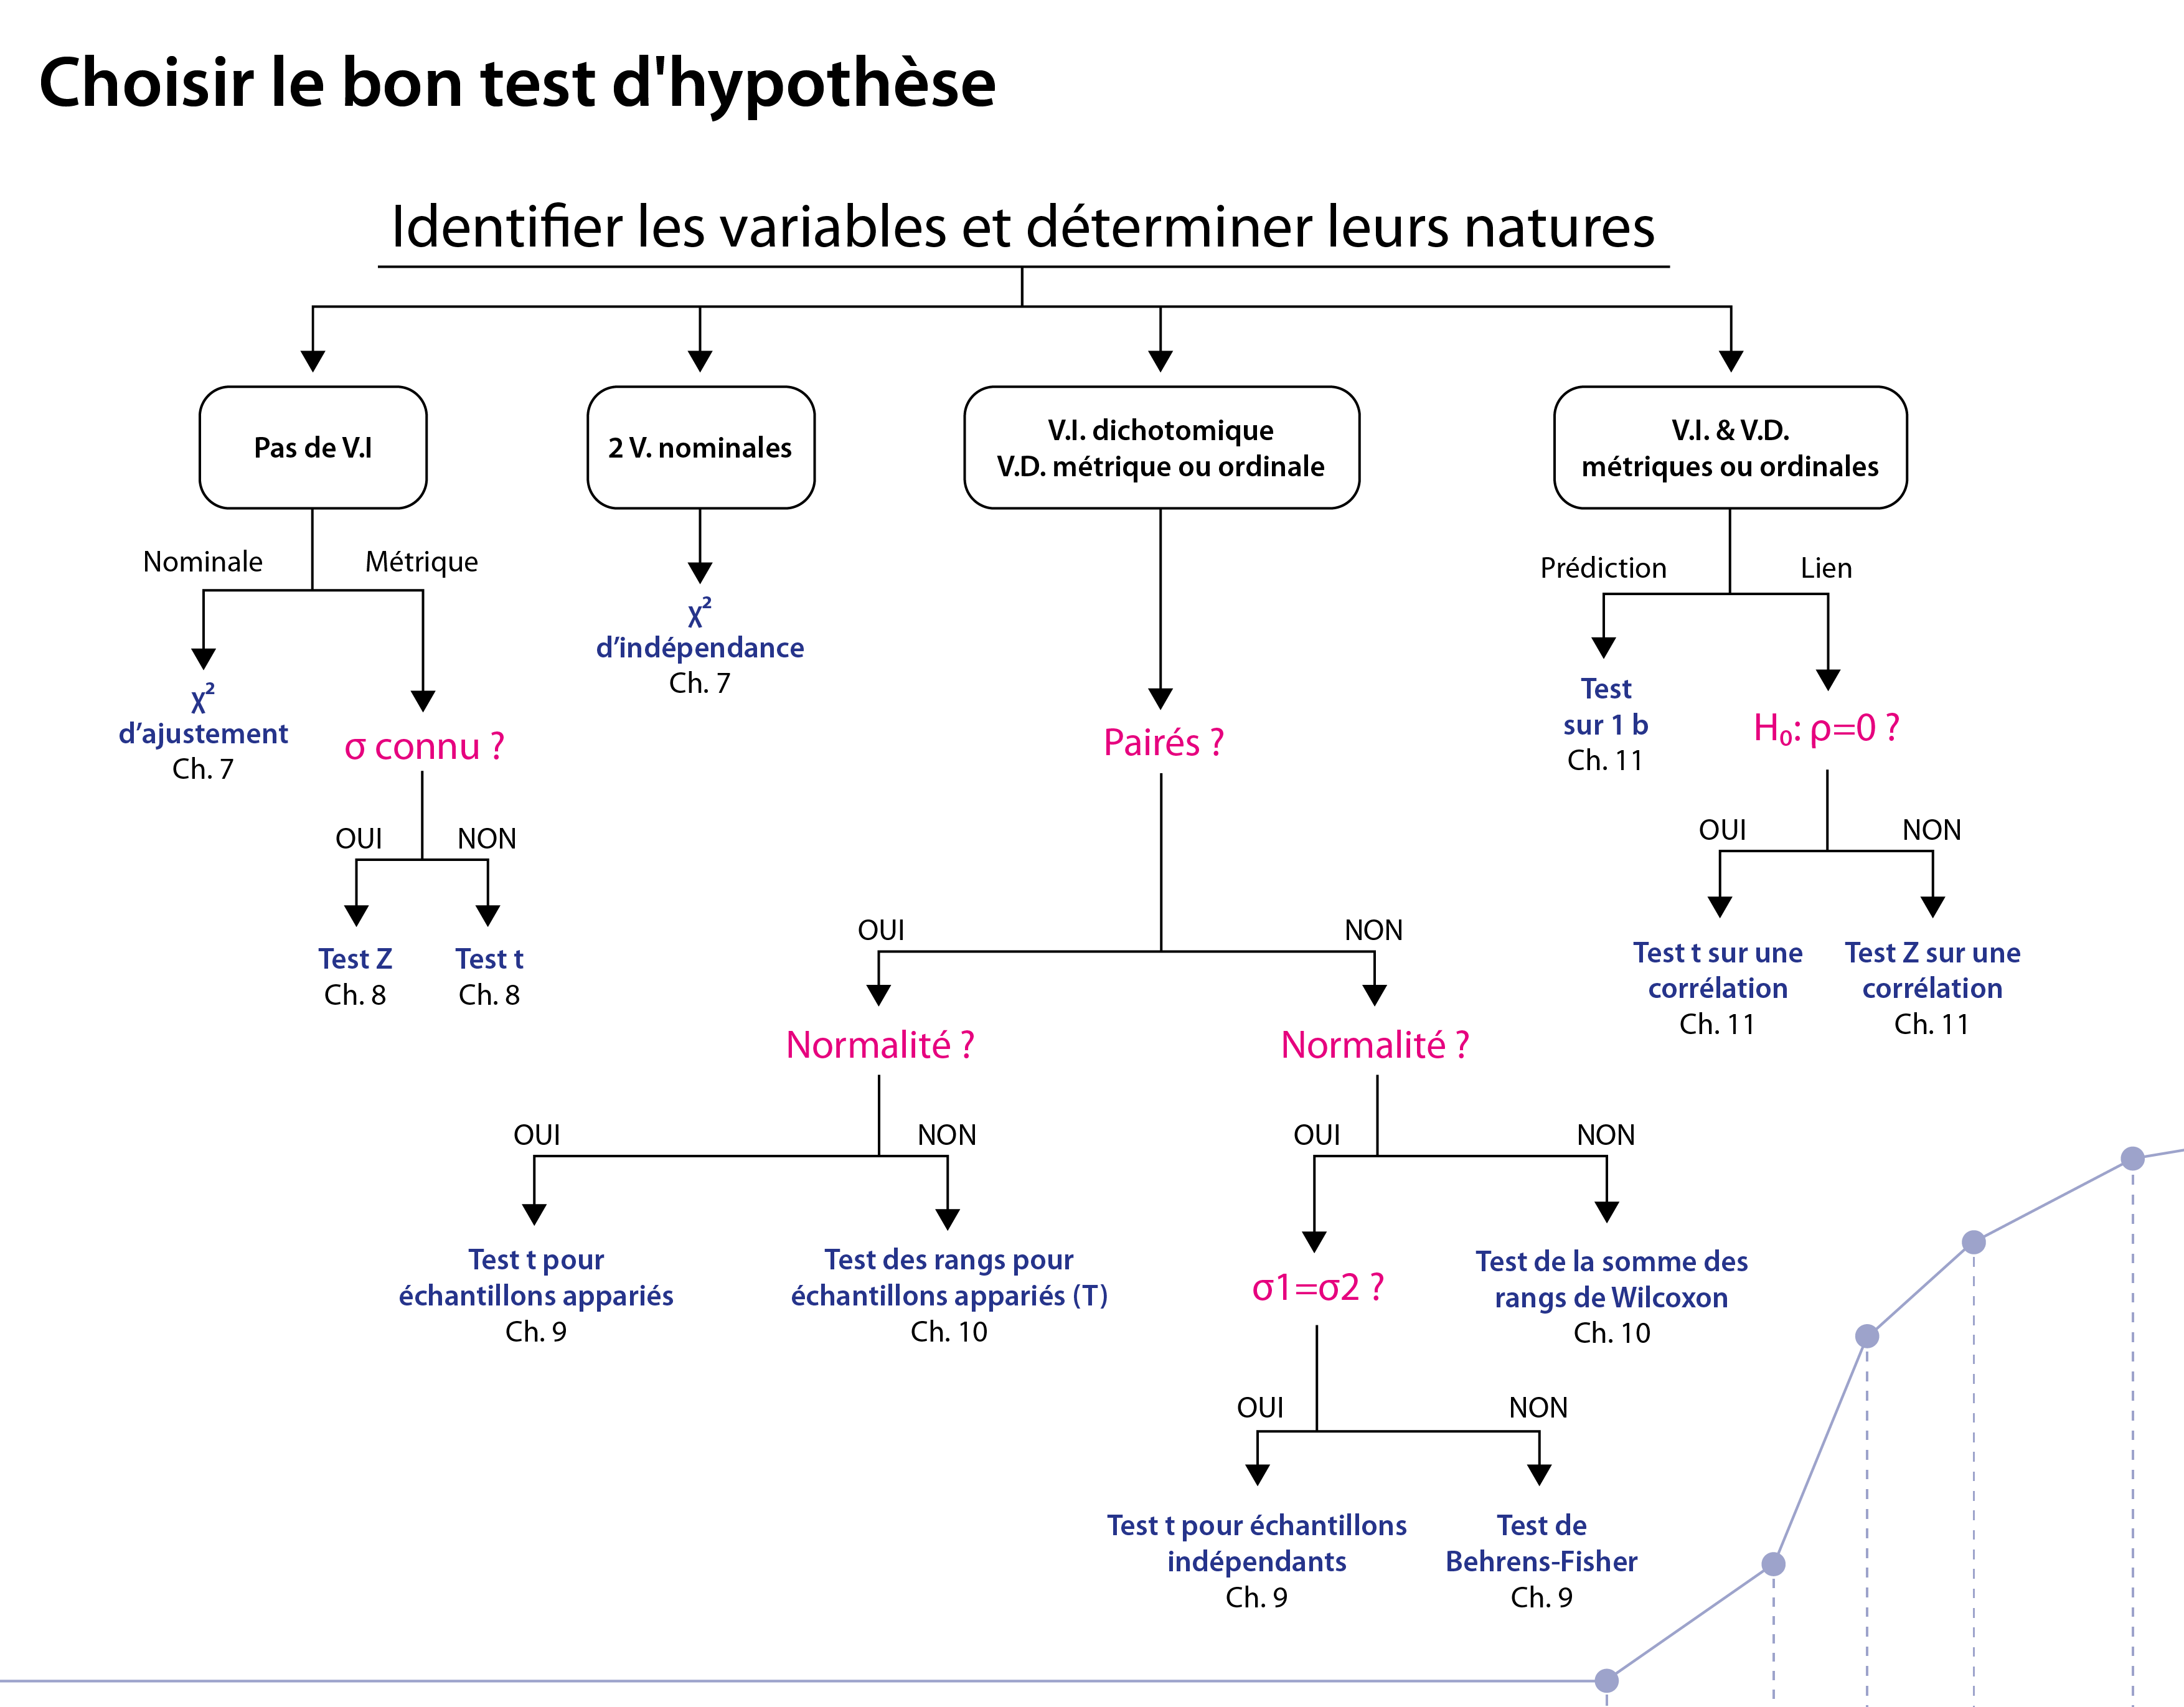 Choisir le bon test d'hypothèse
Identifier les variables et déterminer leurs natures
Pas de V.I
2 V. nominales
V.I. dichotomique
V.D. métrique ou ordinale
V.I. & V.D.
métriques ou ordinales
Nominale
Métrique
χ²
d’ajustement
Ch. 7
σ connu ?
OUI
NON
Test Z
Ch. 8
Test t
Ch. 8
χ²
d’indépendance
Ch. 7
Pairés ?
OUI
NON
Normalité ?
OUI
NON
Test t pour
échantillons appariés
Ch. 9
Test des rangs pour
échantillons appariés (T)
Ch. 10
Normalité ?
OUI
NON
σ1=σ2 ?
Test de la somme des
rangs de Wilcoxon
Ch. 10
OUI
NON
Test t pour échantillons
indépendants
Ch. 9
Test de
Behrens-Fisher
Ch. 9
Prédiction
Lien
Test
sur 1 b
Ch. 11
H₀: ρ=0 ?
OUI
NON
Test t sur une
corrélation
Ch. 11
Test Z sur une
corrélation
Ch. 11